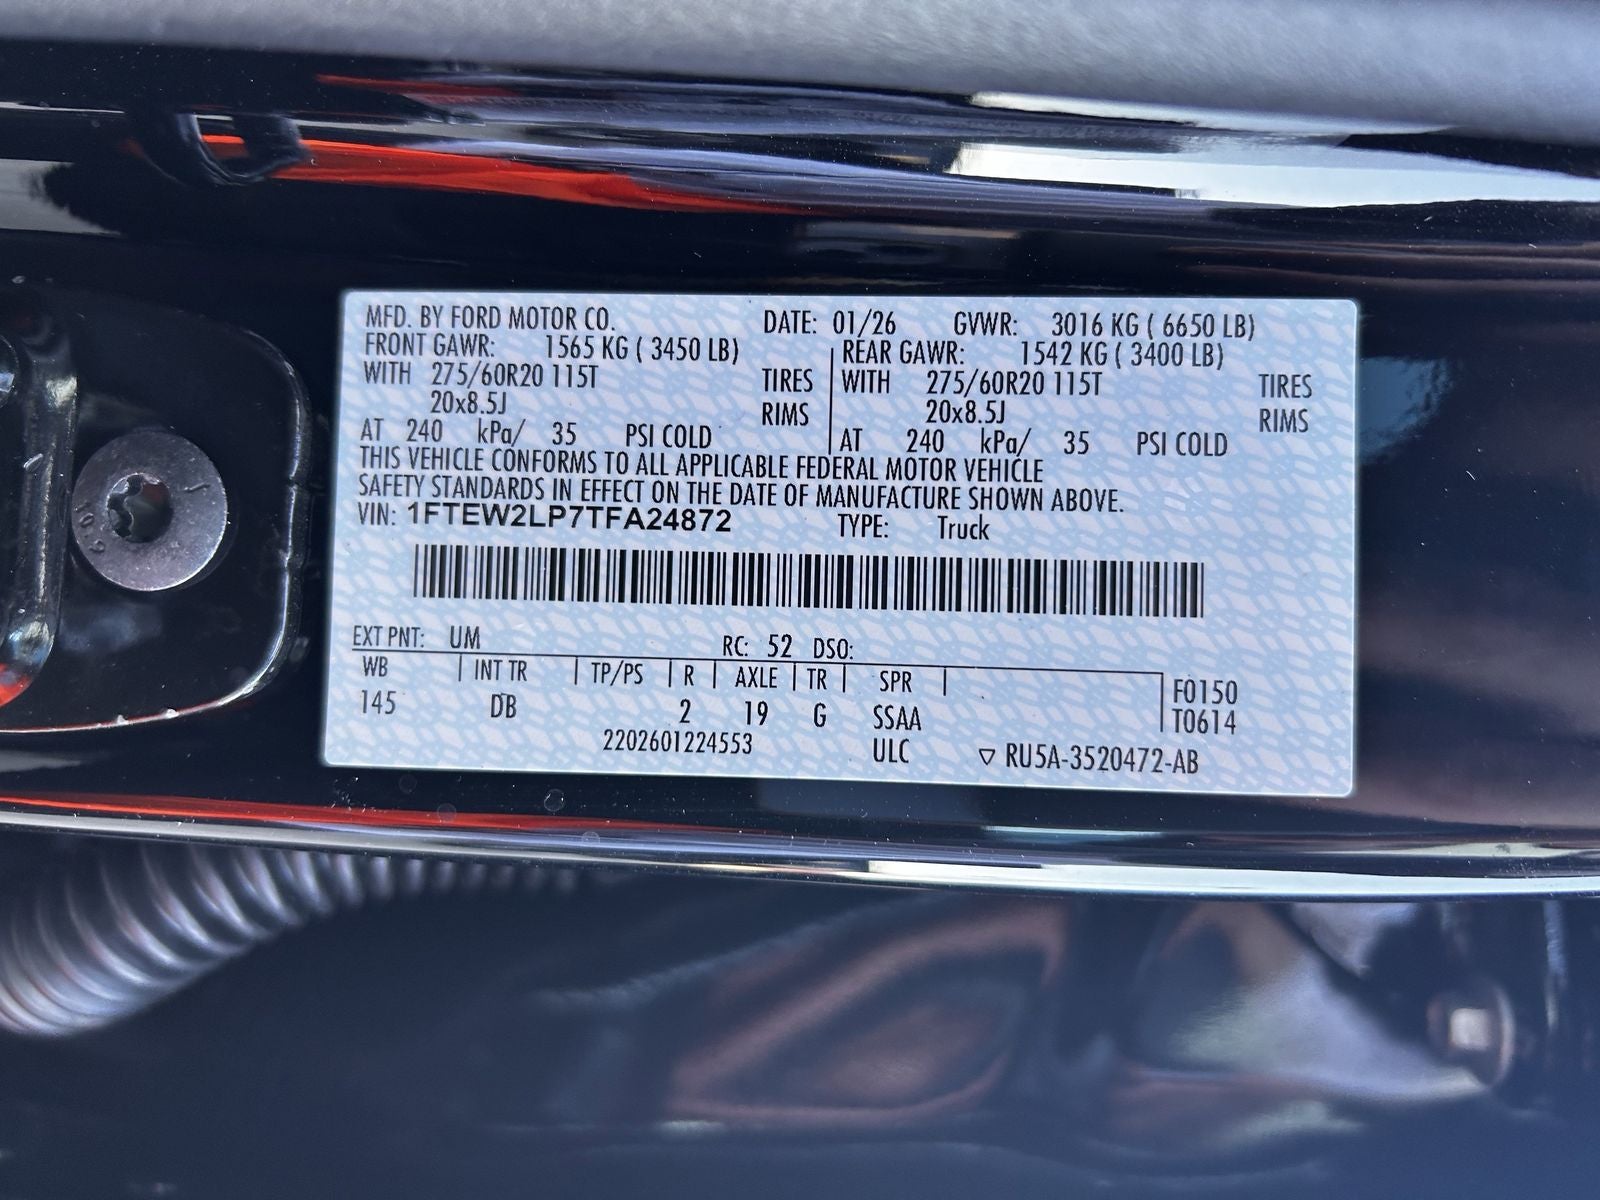 MFD. BY FORD MOTOR CO. DATE: 01/26 GVWR: 3016 KG ( 6650 LB)
FRONT GAWR: 1565 KG ( 3450 LB) REAR GAWR: 1542 KG ( 3400 LB)
WITH 275/60R20 115T TIRES WITH 275/60R20 115T TIRES
20x8.5J RIMS 20x8.5J RIMS
AT 240 kPa/ 35 PSI COLD AT 240 kPa/ 35 PSI COLD
THIS VEHICLE CONFORMS TO ALL APPLICABLE FEDERAL MOTOR VEHICLE
SAFETY STANDARDS IN EFFECT ON THE DATE OF MANUFACTURE SHOWN ABOVE.
VIN: 1FTEW2LP7TFA24872 TYPE: Truck
EXT PNT: UM RC: 52 DSO:
WB INT TR TP/PS R AXLE TR SPR
145 DB 2 19 G SSAA
F0150
T0614
2202601224553 ULC ▽ RU5A-3520472-AB
10.9